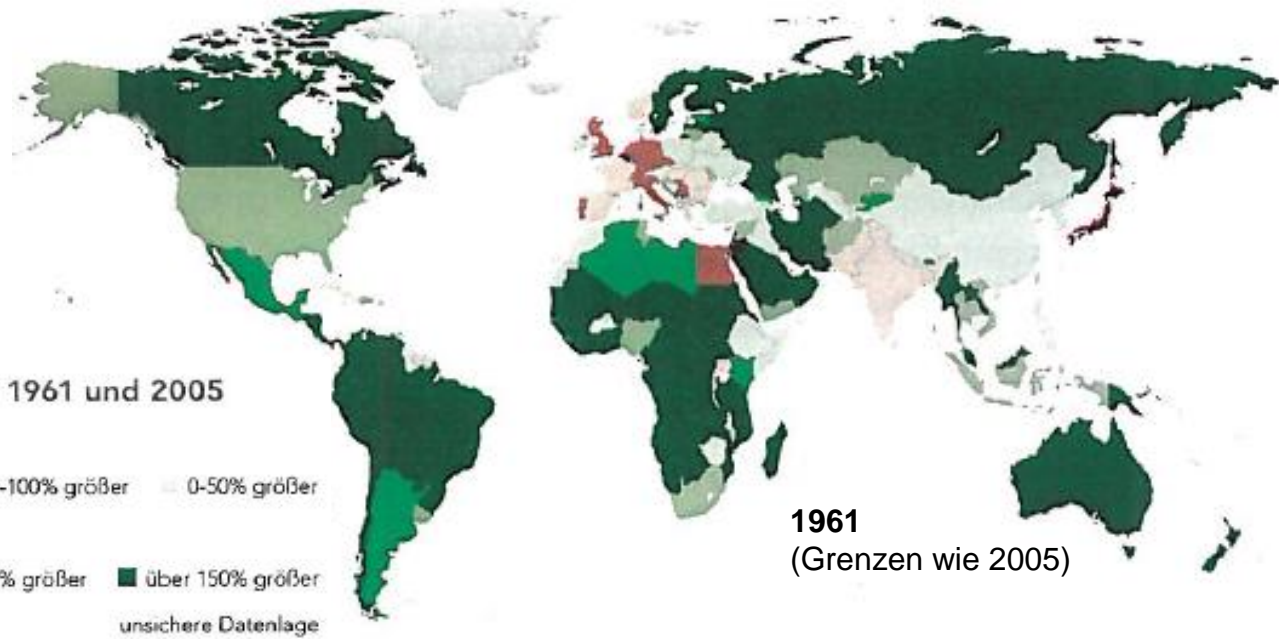 1961 und 2005
-100% größer 0-50% größer
% größer über 150% größer
unsichere Datenlage
1961
(Grenzen wie 2005)